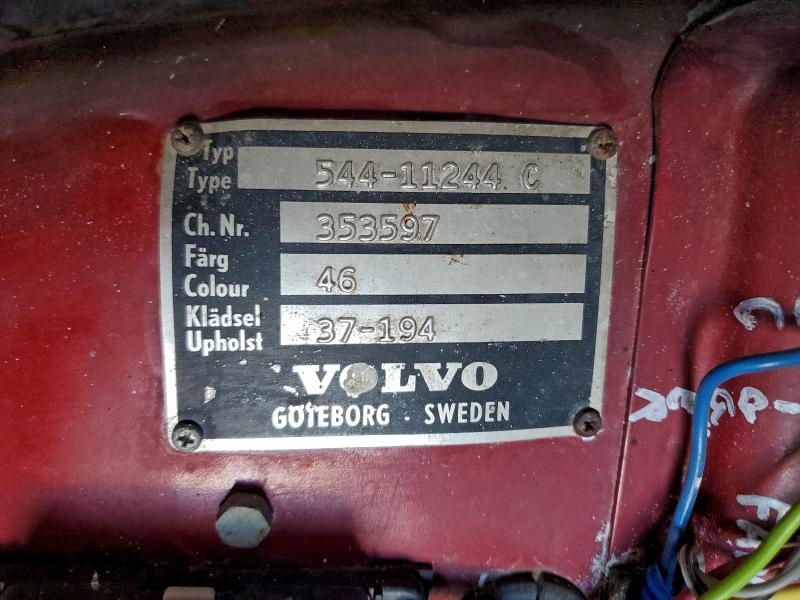 Typ
Type 544-11244 C
Ch. Nr. 353597
Färg
Colour 46
Klädsel
Upholst 37-194
VOLVO
GÖTEBORG · SWEDEN